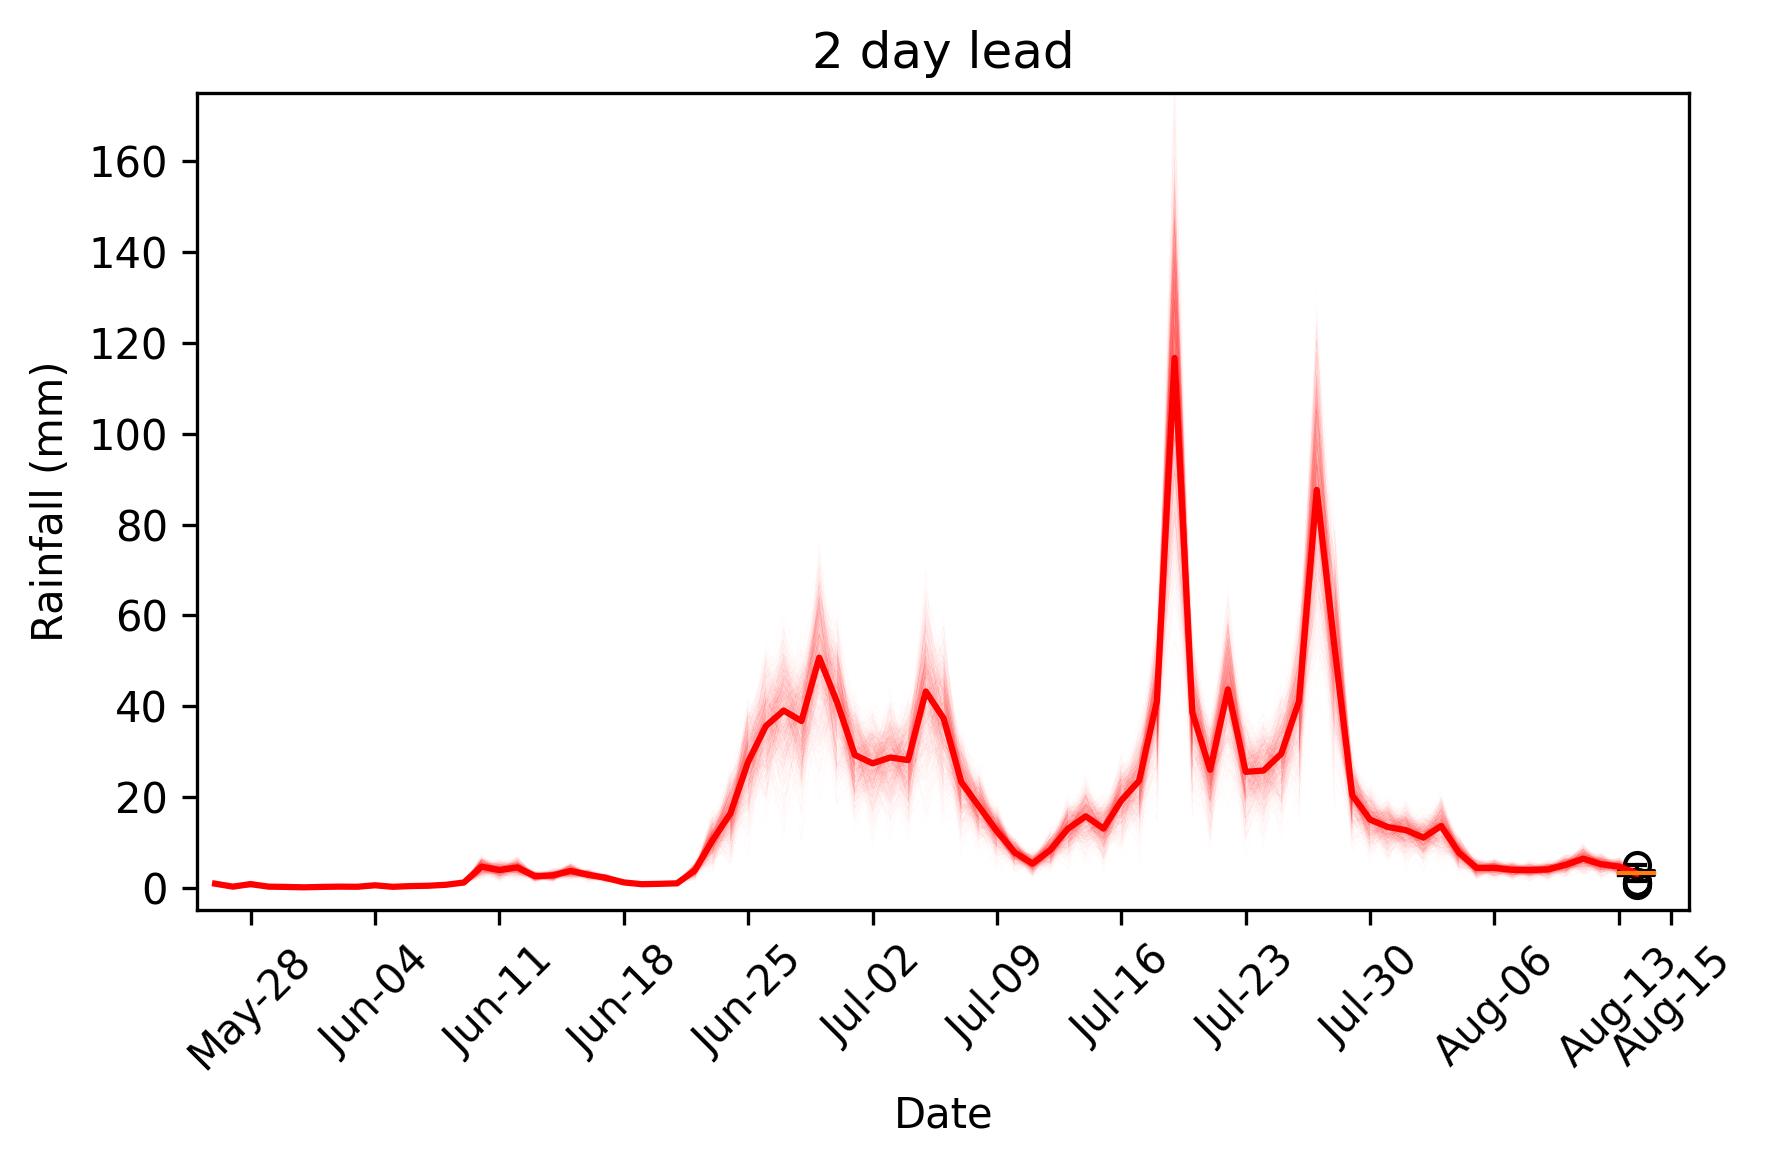 2 day lead
160
140
120
100
80
60
40
20
0
Rainfall (mm)
May-28
Jun-04
Jun-11
Jun-18
Jun-25
Jul-02
Jul-09
Jul-16
Jul-23
Jul-30
Aug-06
Aug-13
Aug-15
Date